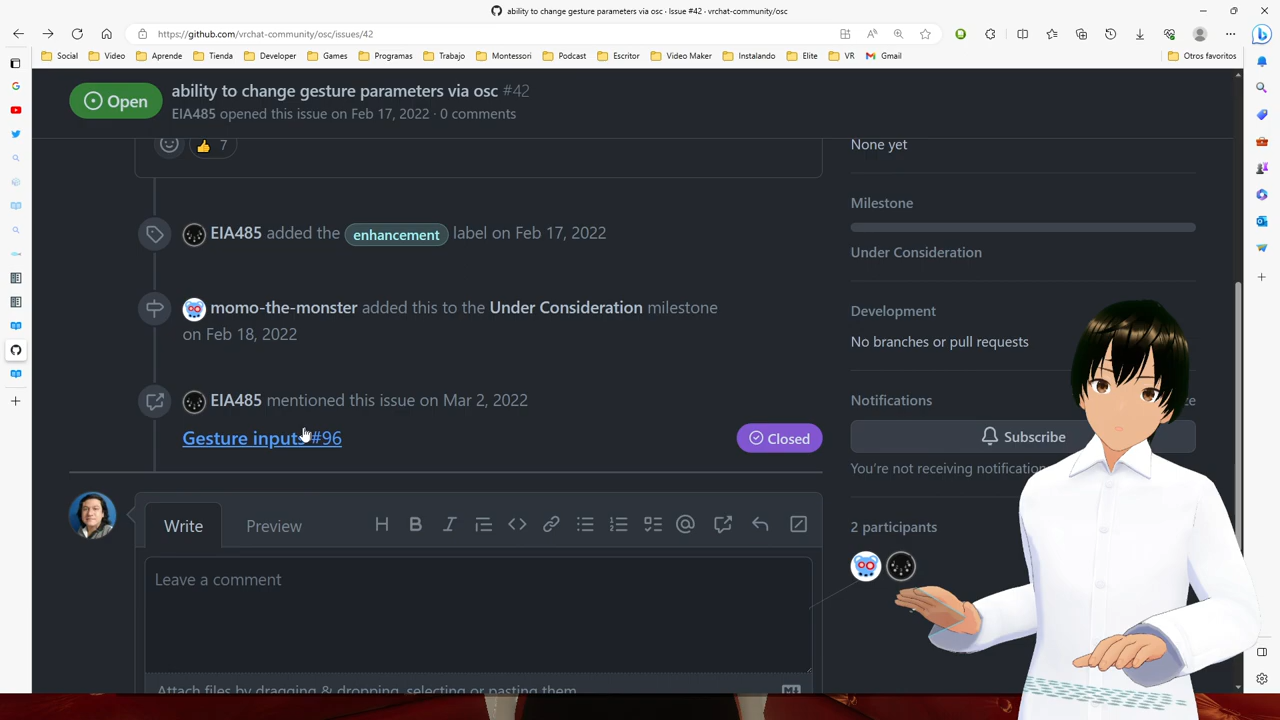 ability to change gesture parameters via osc · Issue #42 · vrchat-community/osc
https://github.com/vrchat-community/osc/issues/42
Social Video Aprende Tienda Developer Games Programas Trabajo Montessori Podcast Escritor Video Maker Instalando Elite VR Gmail Otros favoritos
Open
ability to change gesture parameters via osc #42
EIA485 opened this issue on Feb 17, 2022 · 0 comments
7
EIA485 added the enhancement label on Feb 17, 2022
momo-the-monster added this to the Under Consideration milestone
on Feb 18, 2022
EIA485 mentioned this issue on Mar 2, 2022
Gesture inputs #96
Closed
Write Preview
Leave a comment
Attach files by dragging & dropping, selecting or pasting them.
None yet
Milestone
Under Consideration
Development
No branches or pull requests
Notifications
Subscribe
You're not receiving notification
2 participants